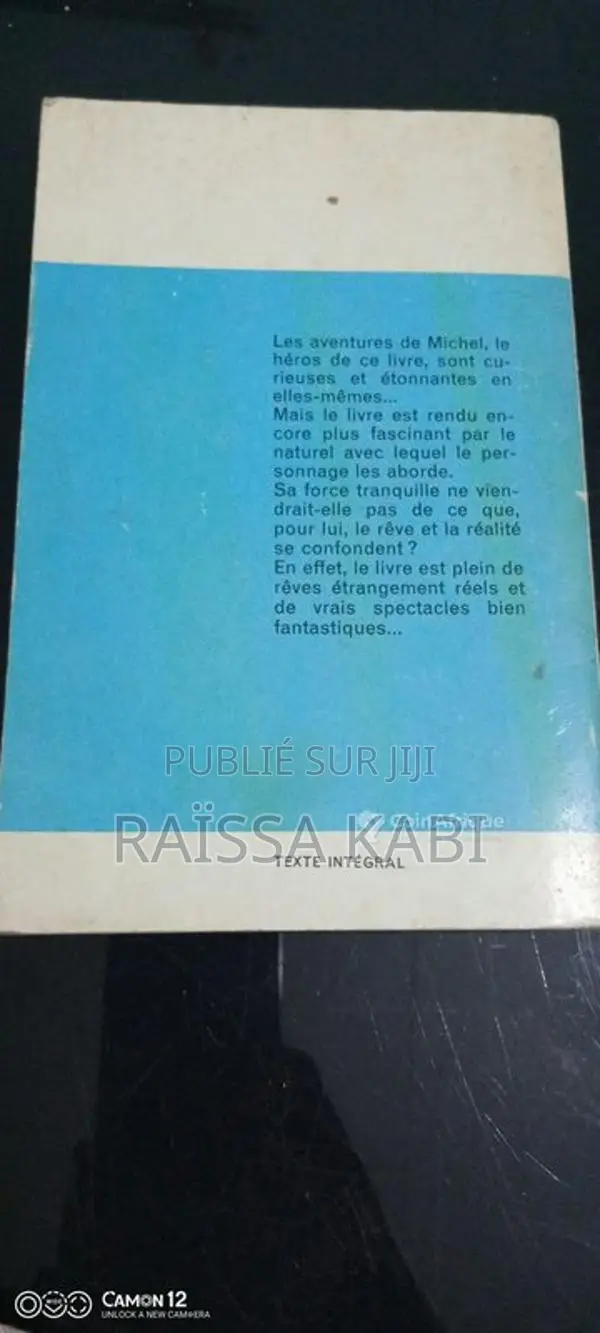 Les aventures de Michel, le
héros de ce livre, sont cu-
rieuses et étonnantes en
elles-mêmes...
Mais le livre est rendu en-
core plus fascinant par le
naturel avec lequel le per-
sonnage les aborde.
Sa force tranquille ne vien-
drait-elle pas de ce que,
pour lui, le rêve et la réalité
se confondent ?
En effet, le livre est plein de
rêves étrangement réels et
de vrais spectacles bien
fantastiques...
PUBLIÉ SUR JIJI
CoinAfrique
RAÏSSA KABI
TEXTE INTÉGRAL
CAMON 12
UNLOCK A NEW CAMERA